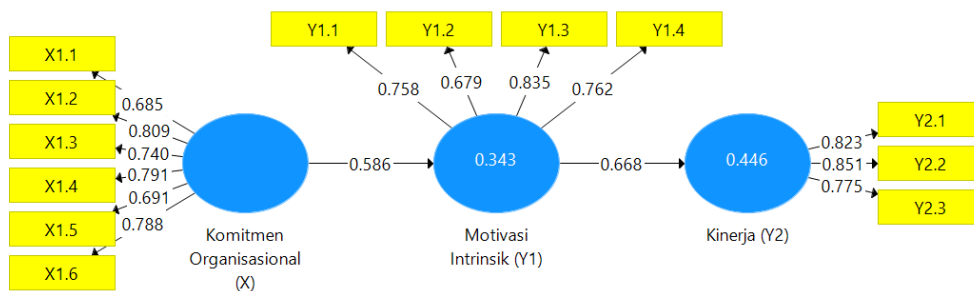 Y1.1
Y1.2
Y1.3
Y1.4
X1.1
X1.2
X1.3
X1.4
X1.5
X1.6
0.758
0.679
0.835
0.762
0.685
0.809
0.740
0.791
0.691
0.788
0.586
0.343
0.668
0.446
0.823
0.851
0.775
Y2.1
Y2.2
Y2.3
Komitmen
Organisasional
(X)
Motivasi
Intrinsik (Y1)
Kinerja (Y2)